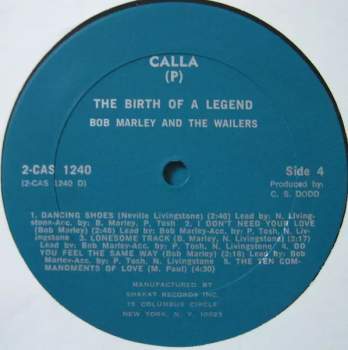 CALLA
(P)
THE BIRTH OF A LEGEND
BOB MARLEY AND THE WAILERS
2-CAS 1240
(2-CAS 1240 D)
Side 4
Produced by:
C. S. DODD
1. DANCING SHOES (Neville Livingstone) (2:40) Lead by: N. Living-
stone-Acc. by: B. Marley, P. Tosh 2. I DON'T NEED YOUR LOVE
(Bob Marley) (2:48) Lead by: Bob Marley-Acc. by: P. Tosh, N. Liv-
ingstone 3. LONESOME TRACK (B. Marley, N. Livingstone) (2:17)
Lead by: Bob Marley-Acc. by: P. Tosh, N. Livingstone/ 4. DO
YOU FEEL THE SAME WAY (Bob Marley) (2:18) Lead by: Bob
Marley-Acc. by: P. Tosh, N. Livingstone 5. THE TEN COM-
MANDMENTS OF LOVE (M. Paul) (4:30)
MANUFACTURED BY
SHAKAT RECORDS INC.
15 COLUMBUS CIRCLE
NEW YORK, N. Y. 10023